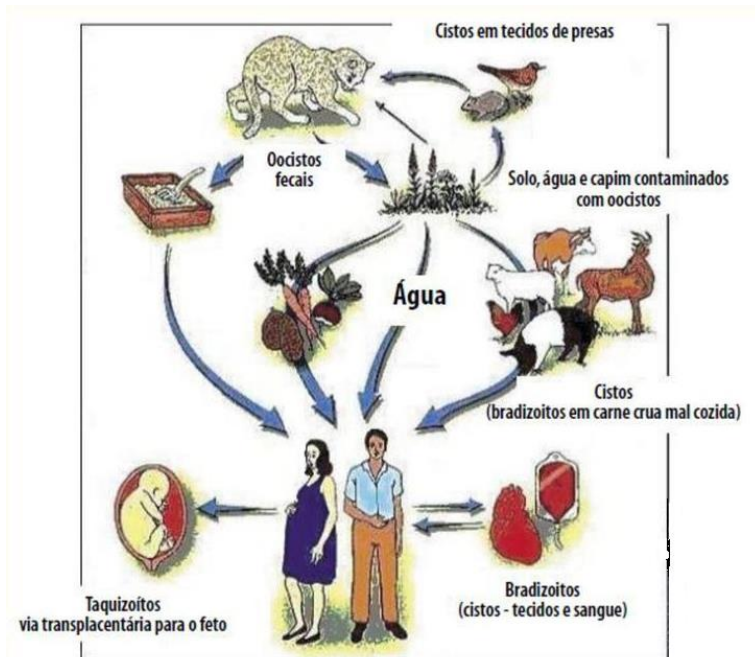 Cistos em tecidos de presas
Oocistos
fecais
Solo, água e capim contaminados
com oocistos
Água
Cistos
(bradizoitos em carne crua mal cozida)
Taquizoítos
via transplacentária para o feto
Bradizoitos
(cistos - tecidos e sangue)